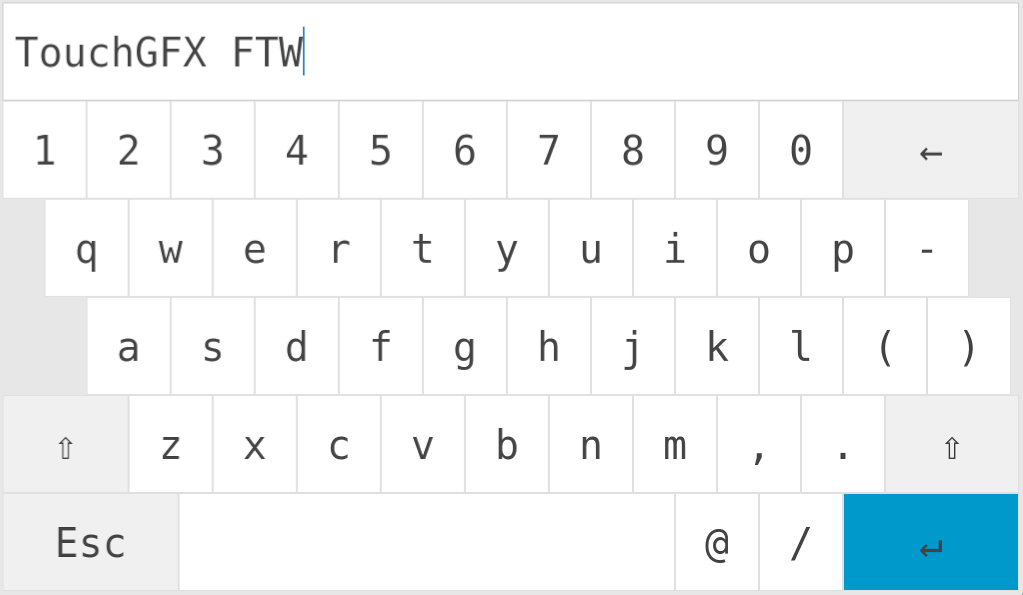 TouchGFX FTW
1 2 3 4 5 6 7 8 9 0 ←
q w e r t y u i o p -
a s d f g h j k l ( )
⇧ z x c v b n m , . ⇧
Esc @ / ↵